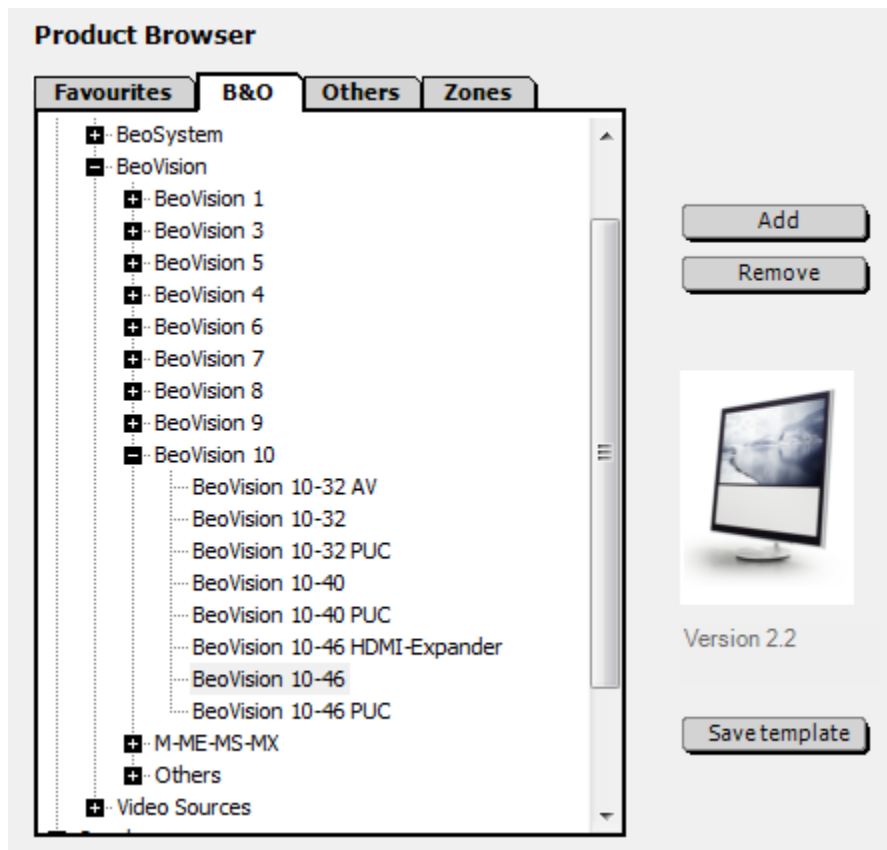 Product Browser
Favourites B&O Others Zones
BeoSystem
BeoVision
BeoVision 1
BeoVision 3
BeoVision 5
BeoVision 4
BeoVision 6
BeoVision 7
BeoVision 8
BeoVision 9
BeoVision 10
BeoVision 10-32 AV
BeoVision 10-32
BeoVision 10-32 PUC
BeoVision 10-40
BeoVision 10-40 PUC
BeoVision 10-46 HDMI-Expander
BeoVision 10-46
BeoVision 10-46 PUC
M-ME-MS-MX
Others
Video Sources
Add
Remove
Version 2.2
Save template